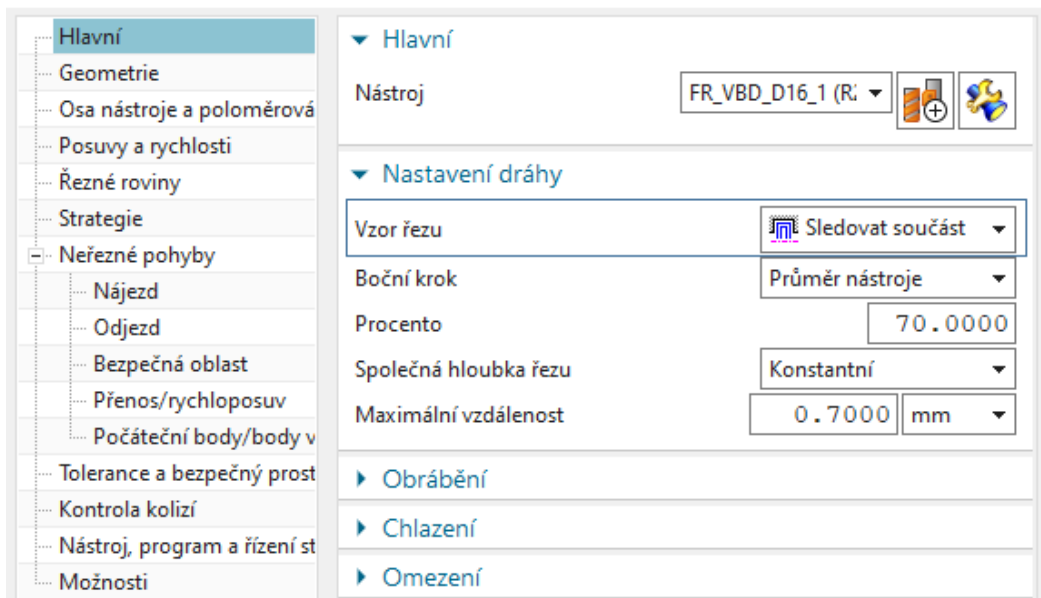 Hlavní
Geometrie
Osa nástroje a poloměrová
Posuvy a rychlosti
Řezné roviny
Strategie
Neřezné pohyby
Nájezd
Odjezd
Bezpečná oblast
Přenos/rychloposuv
Počáteční body/body v
Tolerance a bezpečný prost
Kontrola kolizí
Nástroj, program a řízení st
Možnosti
Hlavní
Nástroj FR_VBD_D16_1 (R
Nastavení dráhy
Vzor řezu Sledovat součást
Boční krok Průměr nástroje
Procento 70.0000
Společná hloubka řezu Konstantní
Maximální vzdálenost 0.7000 mm
Obrábění
Chlazení
Omezení